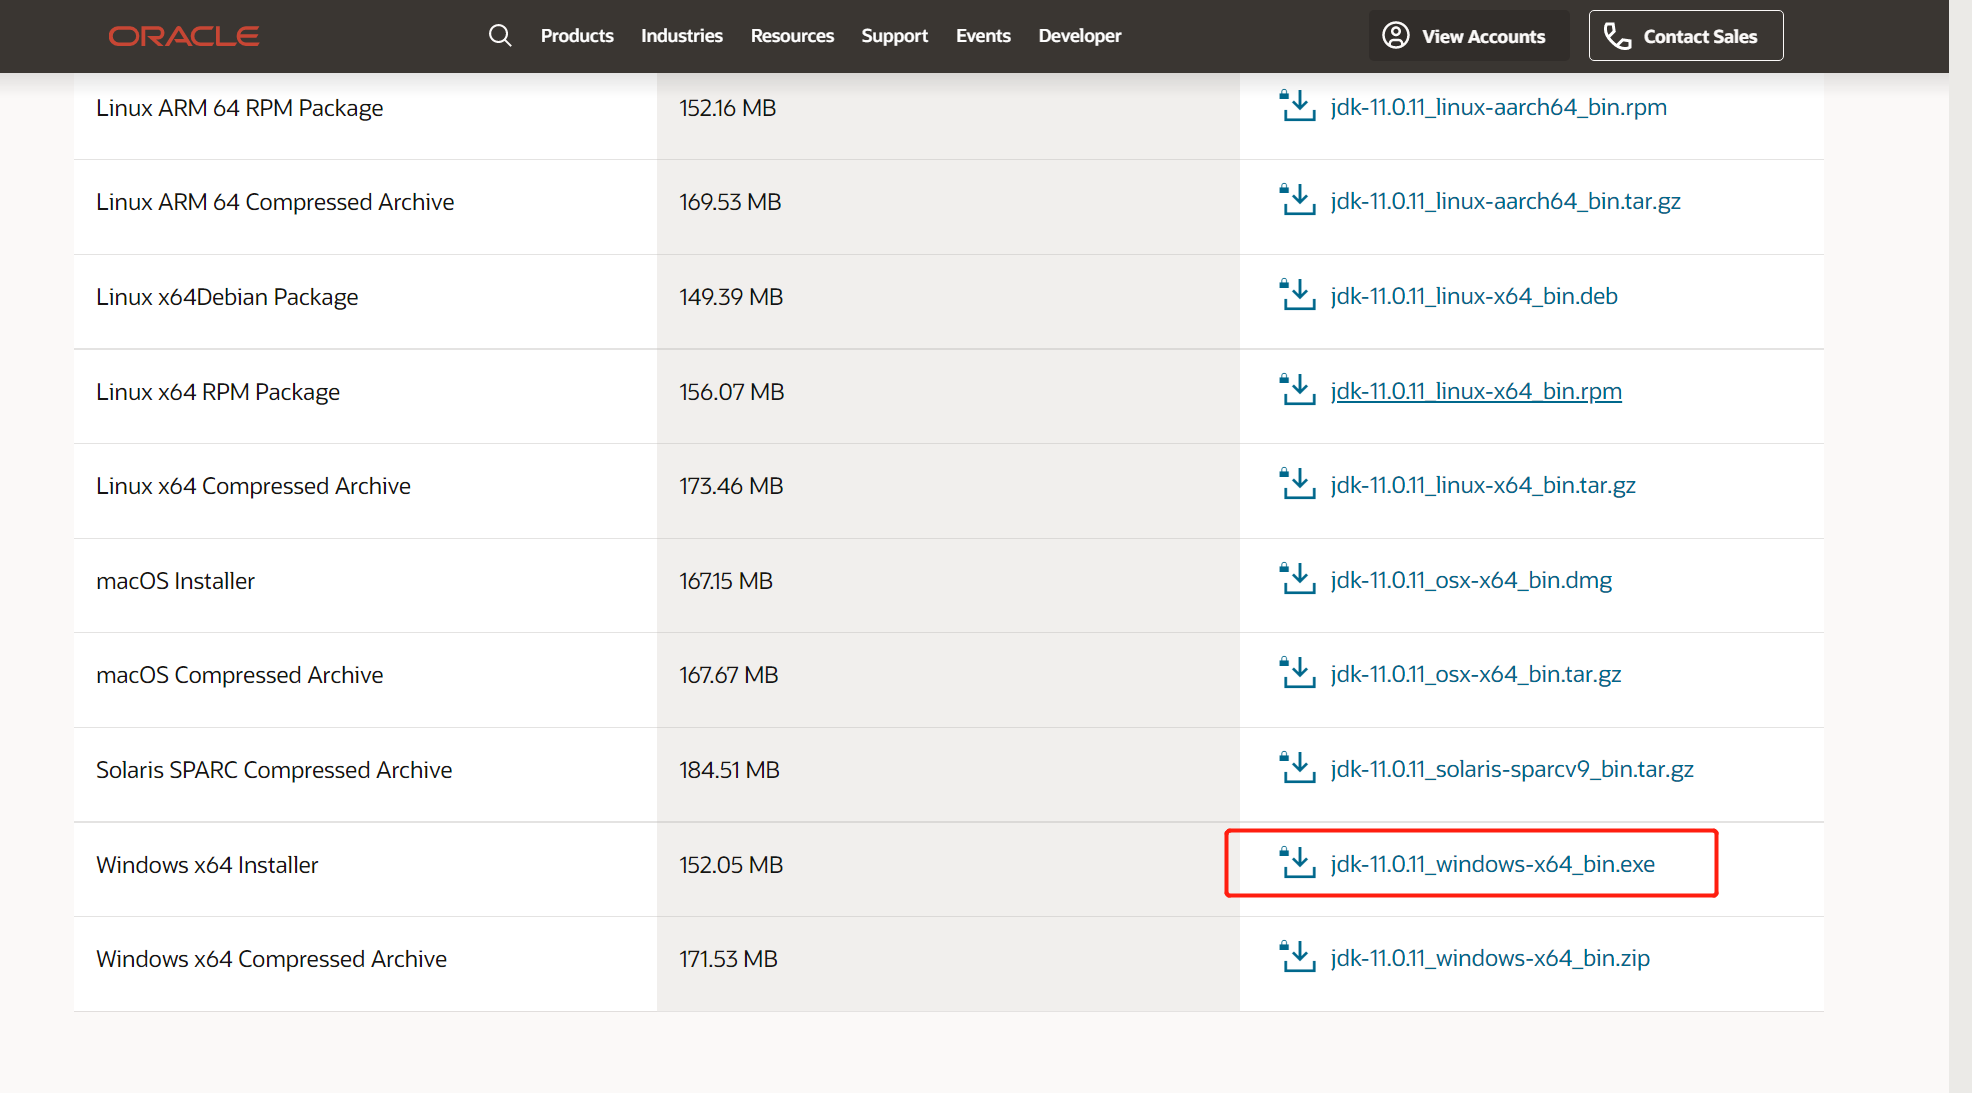 ORACLE Products Industries Resources Support Events Developer View Accounts Contact Sales
Linux ARM 64 RPM Package 152.16 MB jdk-11.0.11_linux-aarch64_bin.rpm
Linux ARM 64 Compressed Archive 169.53 MB jdk-11.0.11_linux-aarch64_bin.tar.gz
Linux x64Debian Package 149.39 MB jdk-11.0.11_linux-x64_bin.deb
Linux x64 RPM Package 156.07 MB jdk-11.0.11_linux-x64_bin.rpm
Linux x64 Compressed Archive 173.46 MB jdk-11.0.11_linux-x64_bin.tar.gz
macOS Installer 167.15 MB jdk-11.0.11_osx-x64_bin.dmg
macOS Compressed Archive 167.67 MB jdk-11.0.11_osx-x64_bin.tar.gz
Solaris SPARC Compressed Archive 184.51 MB jdk-11.0.11_solaris-sparcv9_bin.tar.gz
Windows x64 Installer 152.05 MB jdk-11.0.11_windows-x64_bin.exe
Windows x64 Compressed Archive 171.53 MB jdk-11.0.11_windows-x64_bin.zip